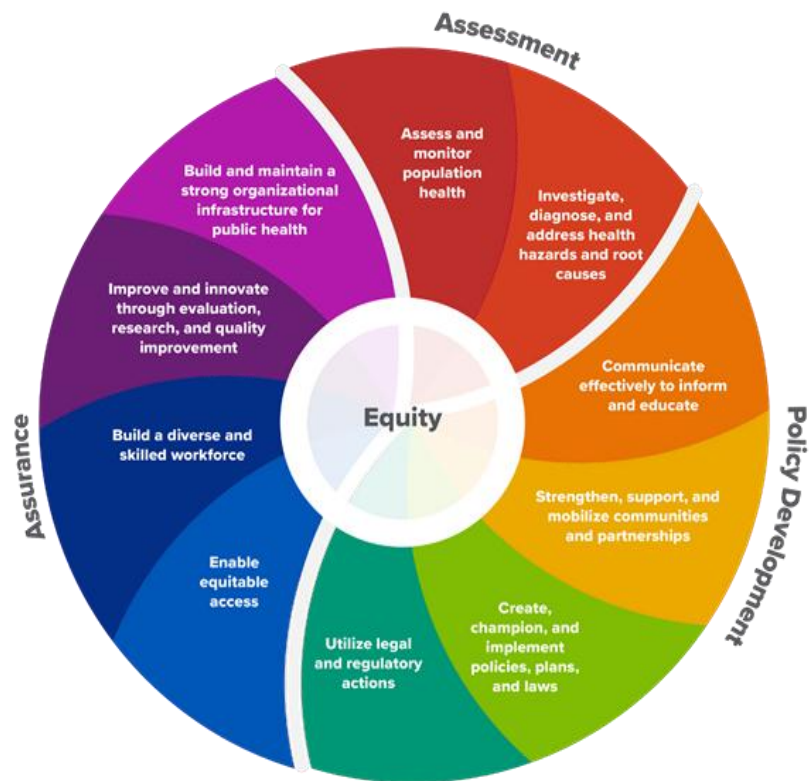 Assessment
Assess and
monitor
population
health
Investigate,
diagnose, and
address health
hazards and root
causes
Policy Development
Communicate
effectively to inform
and educate
Strengthen, support, and
mobilize communities
and partnerships
Create,
champion, and
implement
policies, plans,
and laws
Utilize legal
and regulatory
actions
Assurance
Enable
equitable
access
Build a diverse and
skilled workforce
Improve and innovate
through evaluation,
research, and quality
improvement
Build and maintain a
strong organizational
infrastructure for
public health
Equity